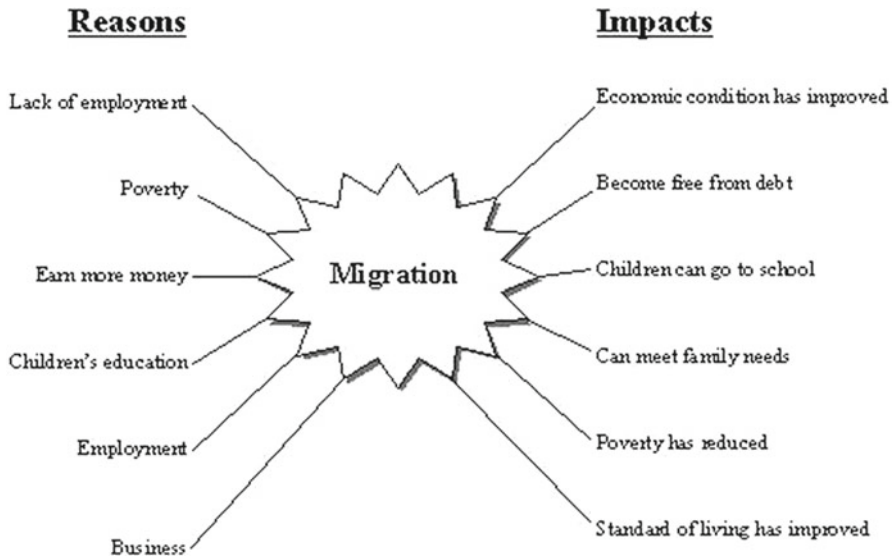 Reasons
Impacts
Lack of employment
Poverty
Earn more money
Children's education
Employment
Business
Migration
Economic condition has improved
Become free from debt
Children can go to school
Can meet family needs
Poverty has reduced
Standard of living has improved